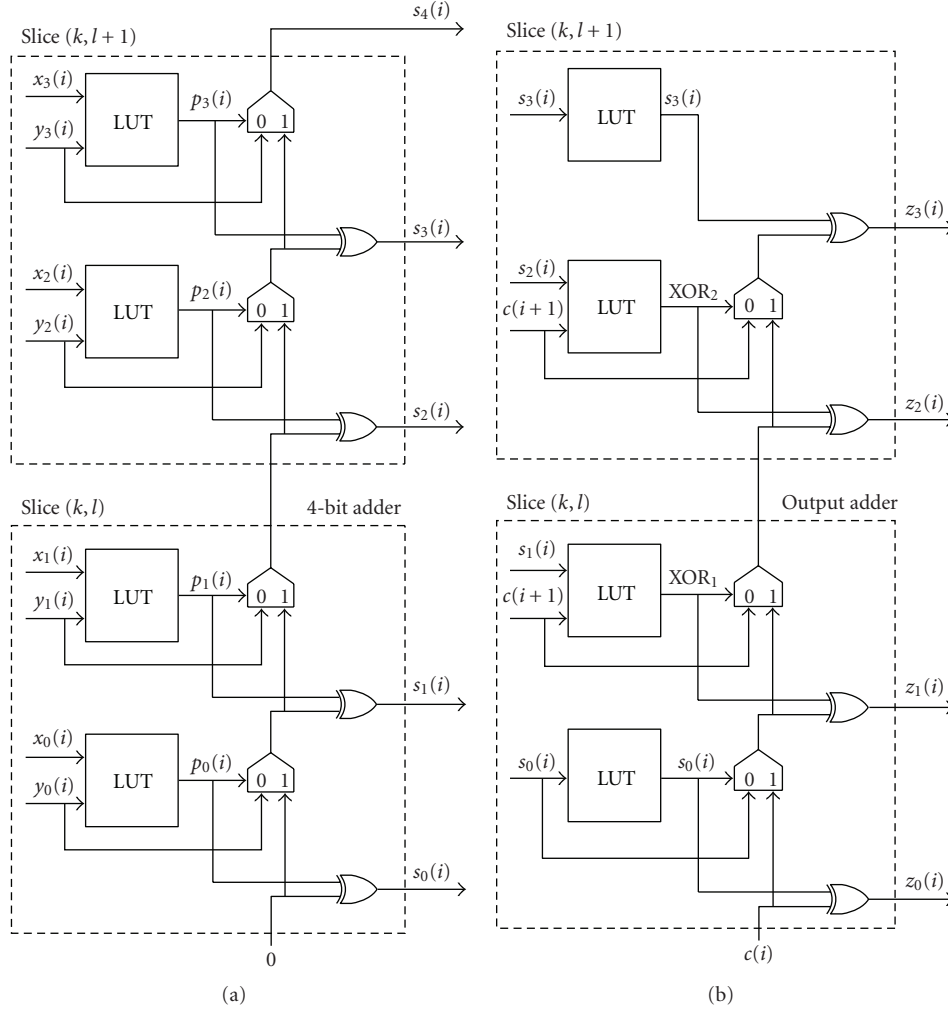 s₄(i)
Slice (k, l + 1)
x₃(i)
y₃(i)
LUT
p₃(i)
0 1
s₃(i)
x₂(i)
y₂(i)
LUT
p₂(i)
0 1
s₂(i)
Slice (k, l)
4-bit adder
x₁(i)
y₁(i)
LUT
p₁(i)
0 1
s₁(i)
x₀(i)
y₀(i)
LUT
p₀(i)
0 1
s₀(i)
0
(a)
Slice (k, l + 1)
s₃(i)
LUT
s₃(i)
z₃(i)
s₂(i)
c(i+1)
LUT
XOR₂
0 1
z₂(i)
Slice (k, l)
Output adder
s₁(i)
c(i+1)
LUT
XOR₁
0 1
z₁(i)
s₀(i)
LUT
s₀(i)
0 1
z₀(i)
c(i)
(b)